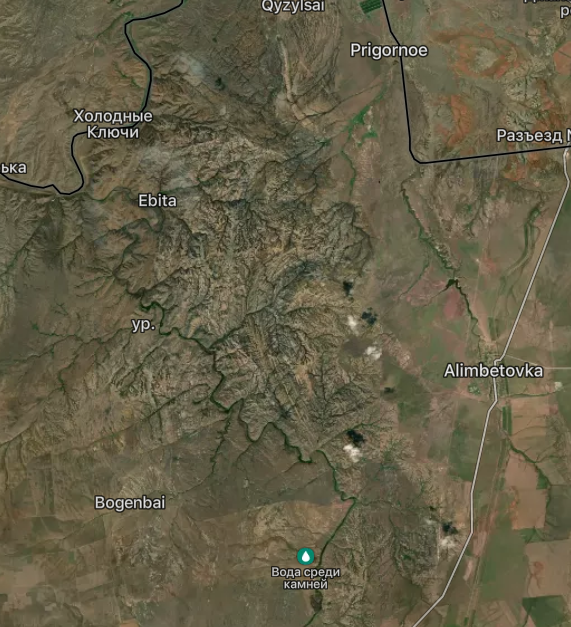 Qyzylsai
Prigornoe
Холодные
Ключи
Разъезд
ька
Ebita
ур.
Alimbetovka
Bogenbai
Вода среди
камней